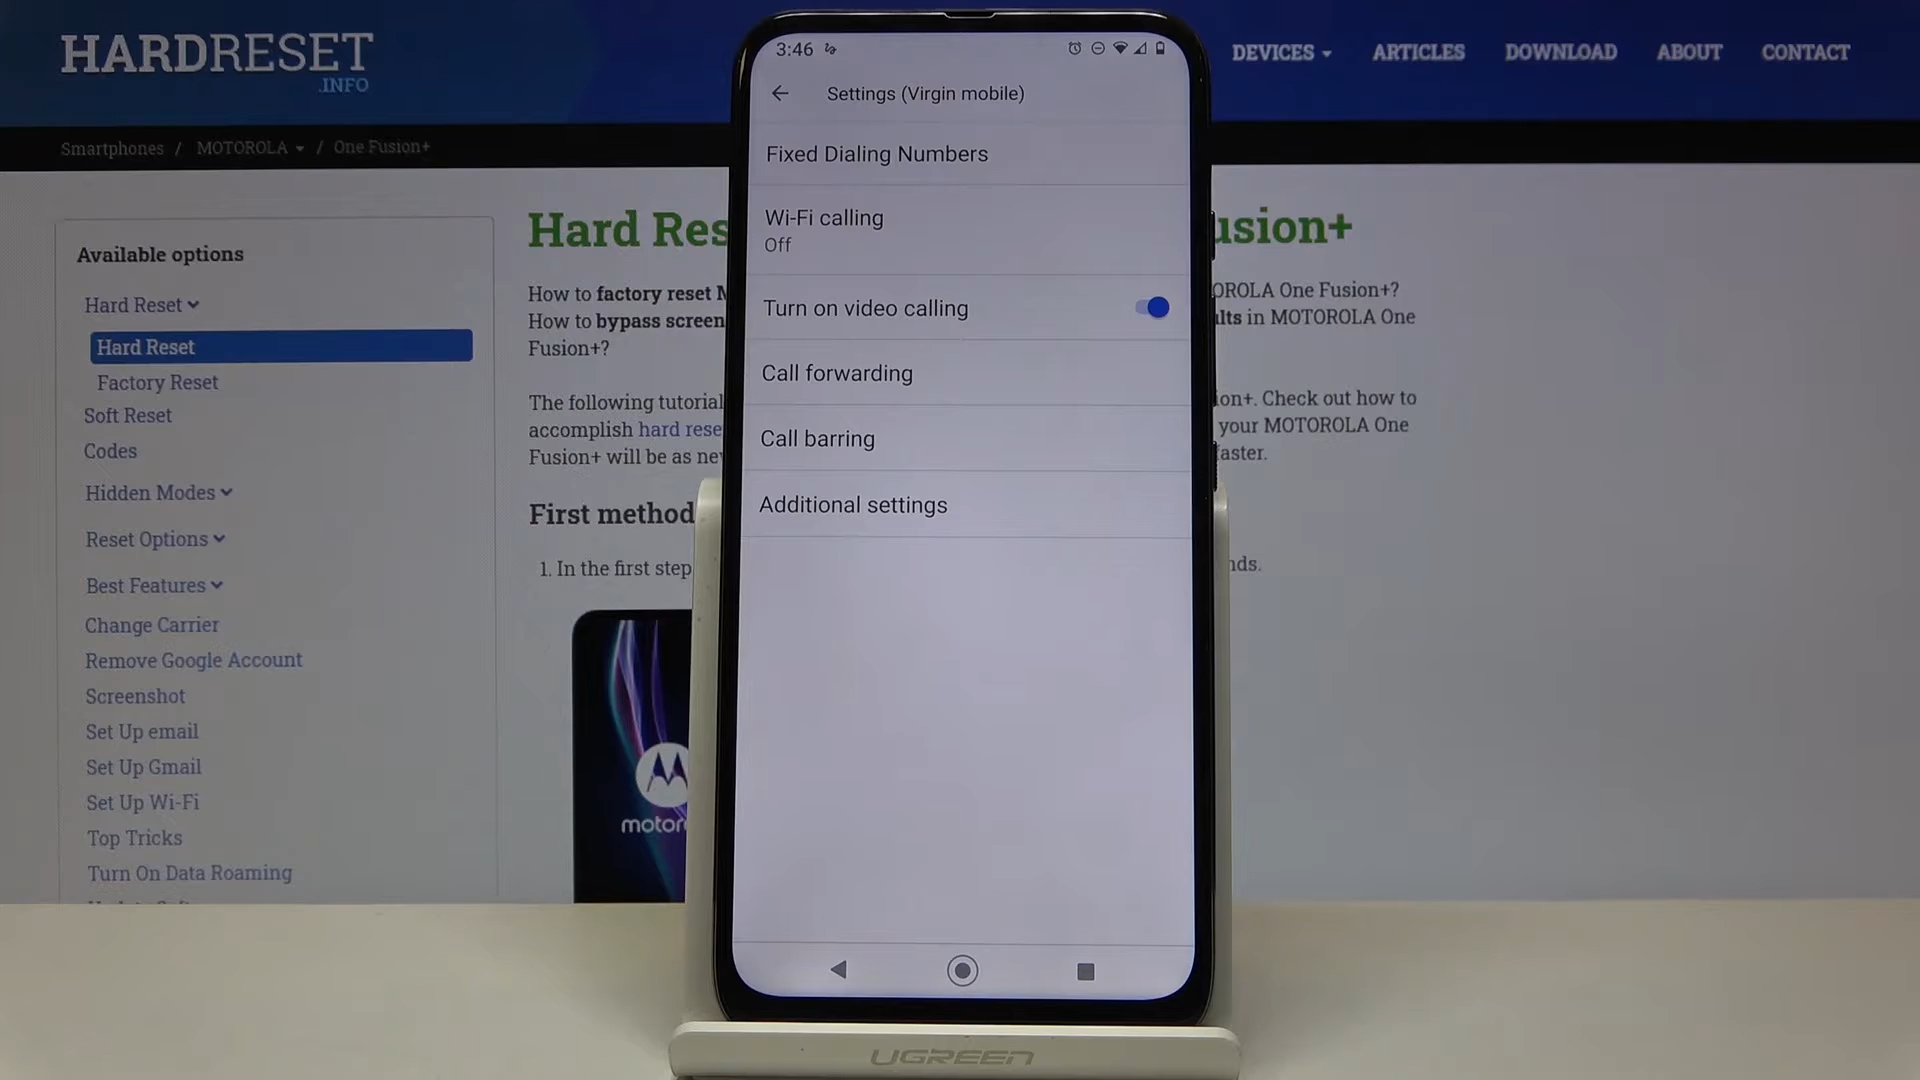 HARDRESET
.INFO
DEVICES
ARTICLES
DOWNLOAD
ABOUT
CONTACT
Smartphones / MOTOROLA / One Fusion+
Available options
Hard Reset
Hard Reset
Factory Reset
Soft Reset
Codes
Hidden Modes
Reset Options
Best Features
Change Carrier
Remove Google Account
Screenshot
Set Up email
Set Up Gmail
Set Up Wi-Fi
Top Tricks
Turn On Data Roaming
Hard Res
usion+
How to factory reset M
OROLA One Fusion+?
How to bypass screen
lts in MOTOROLA One
Fusion+?
The following tutorial
ion+. Check out how to
accomplish hard rese
your MOTOROLA One
Fusion+ will be as ne
faster.
First method
1. In the first step
nds.
motor
3:46
Settings (Virgin mobile)
Fixed Dialing Numbers
Wi-Fi calling
Off
Turn on video calling
Call forwarding
Call barring
Additional settings
UGREEN